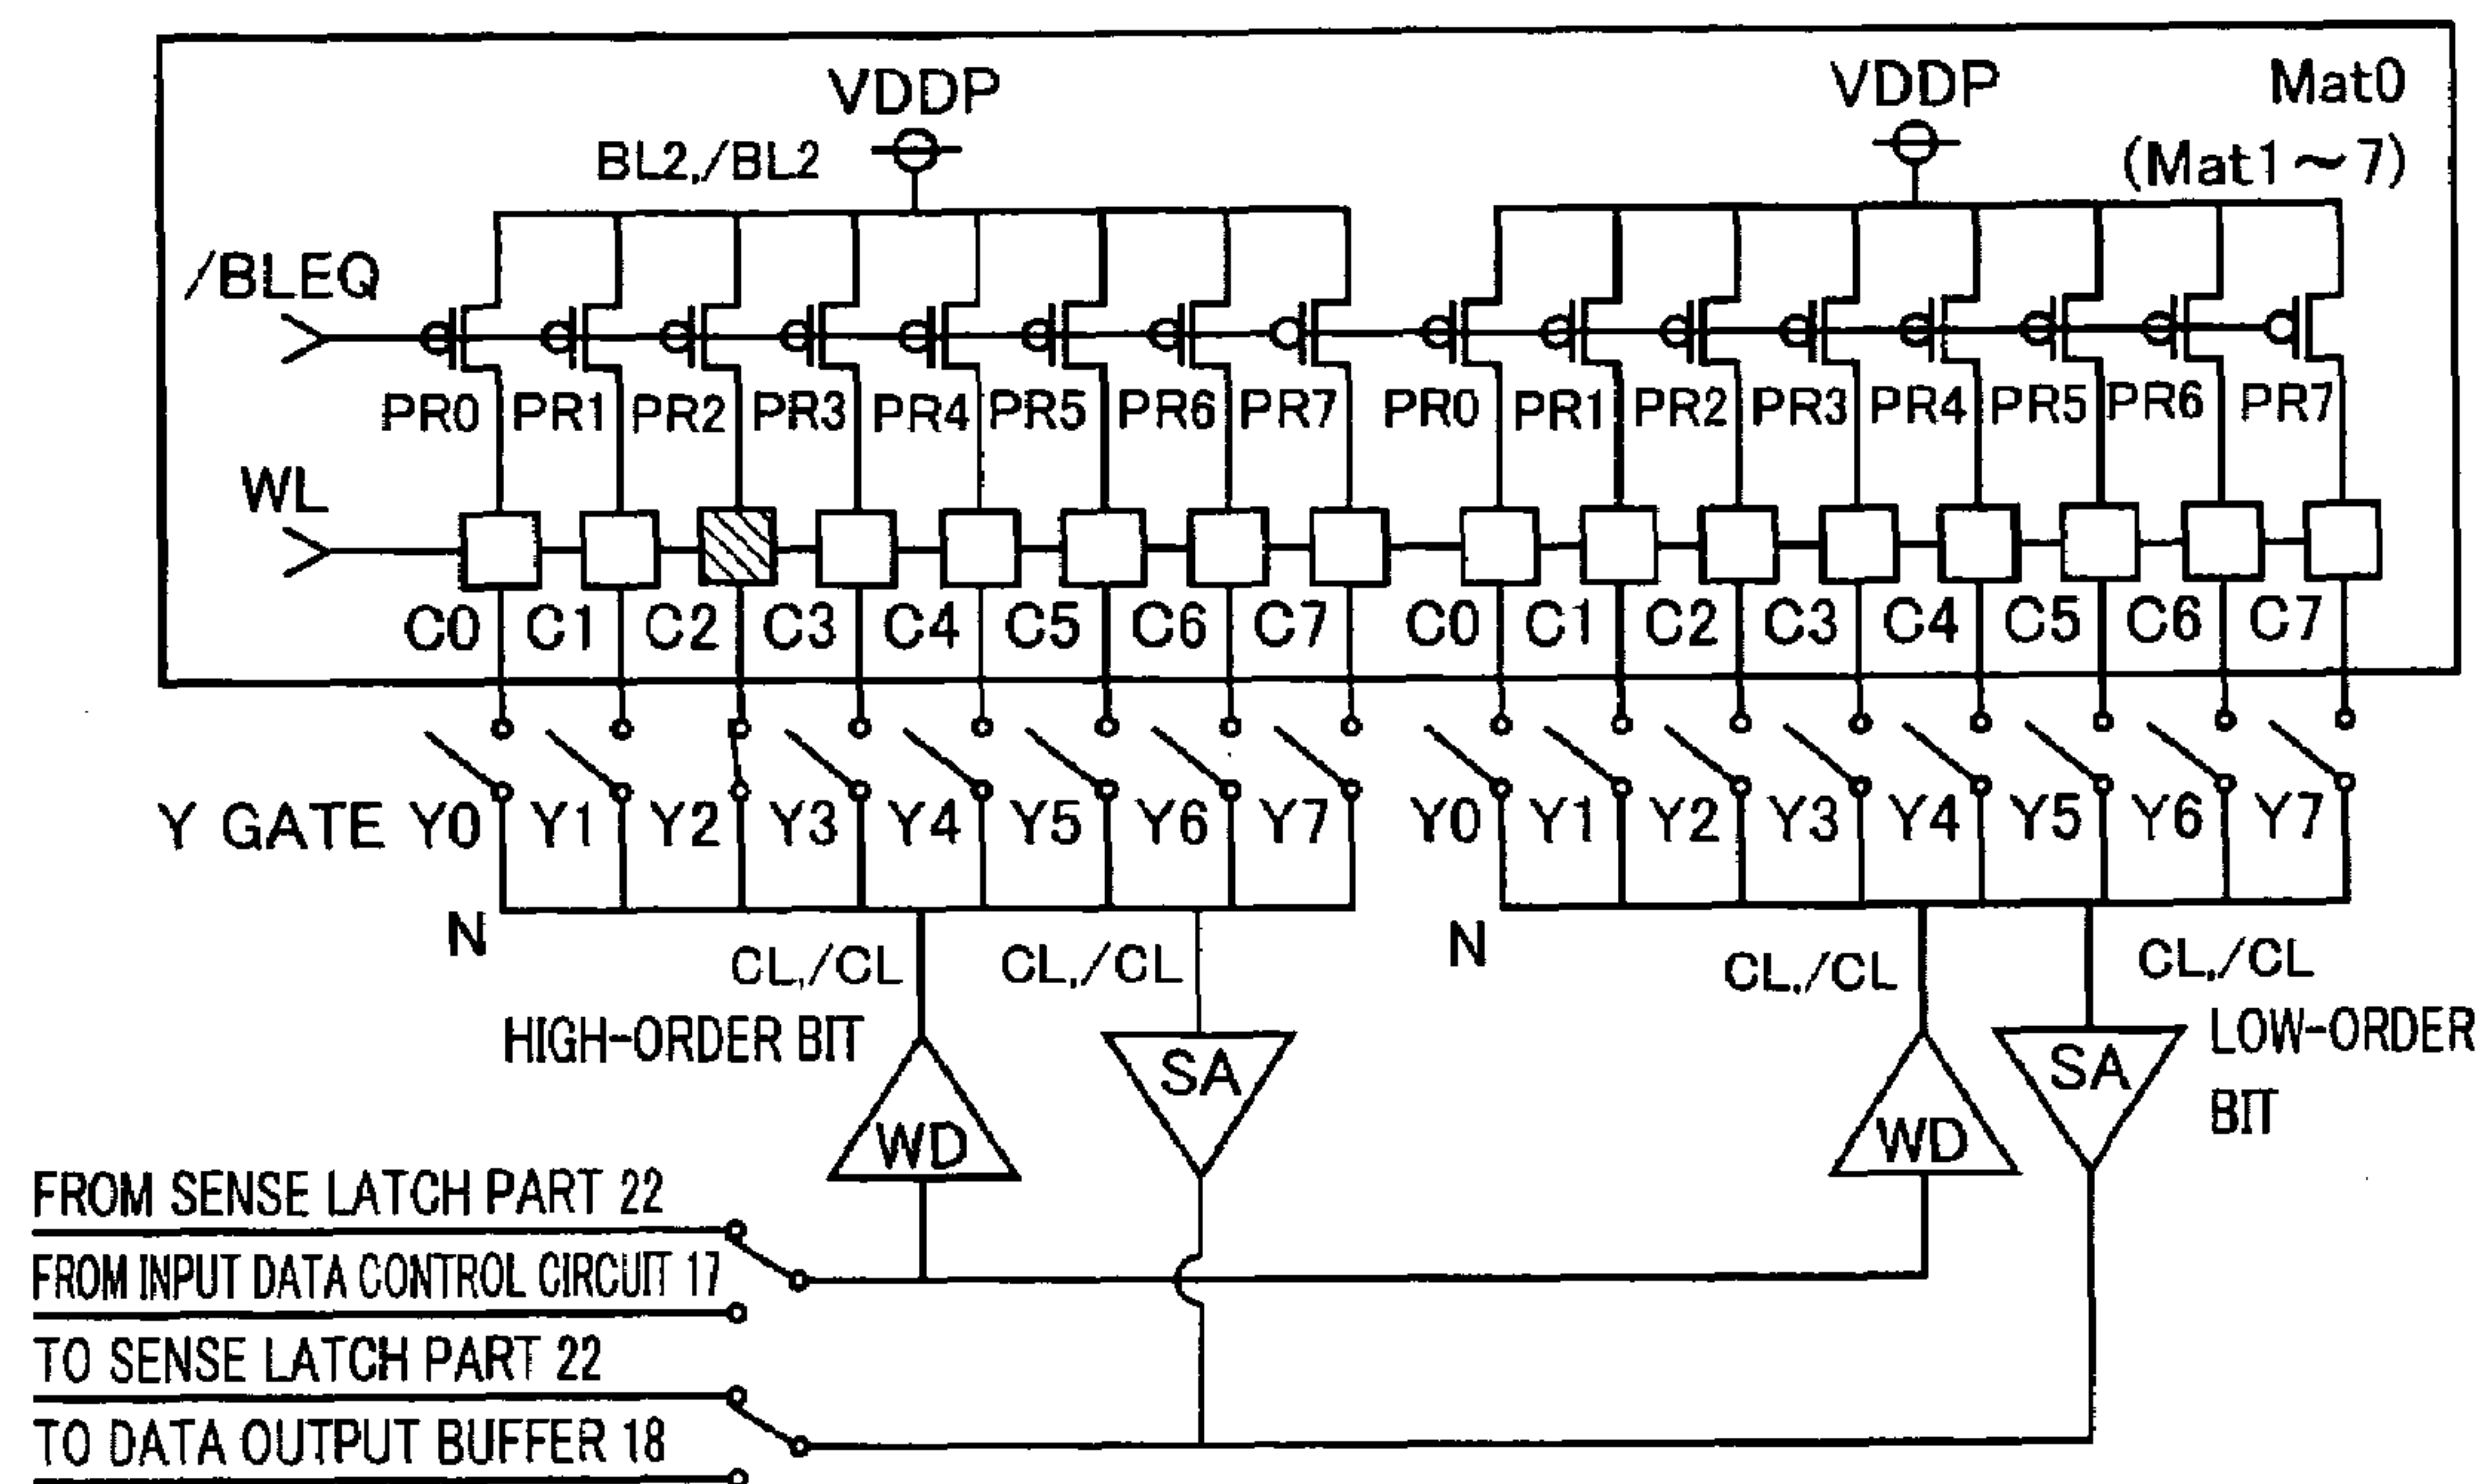 VDDP VDDP Mat0
BL2,/BL2 (Mat1~7)
/BLEQ
PR0 PR1 PR2 PR3 PR4 PR5 PR6 PR7 PR0 PR1 PR2 PR3 PR4 PR5 PR6 PR7
WL
C0 C1 C2 C3 C4 C5 C6 C7 C0 C1 C2 C3 C4 C5 C6 C7
Y GATE Y0 Y1 Y2 Y3 Y4 Y5 Y6 Y7 Y0 Y1 Y2 Y3 Y4 Y5 Y6 Y7
N N
CL,/CL CL,/CL CL,/CL CL,/CL
HIGH-ORDER BIT
LOW-ORDER
BIT
SA SA
WD WD
FROM SENSE LATCH PART 22
FROM INPUT DATA CONTROL CIRCUIT 17
TO SENSE LATCH PART 22
TO DATA OUTPUT BUFFER 18